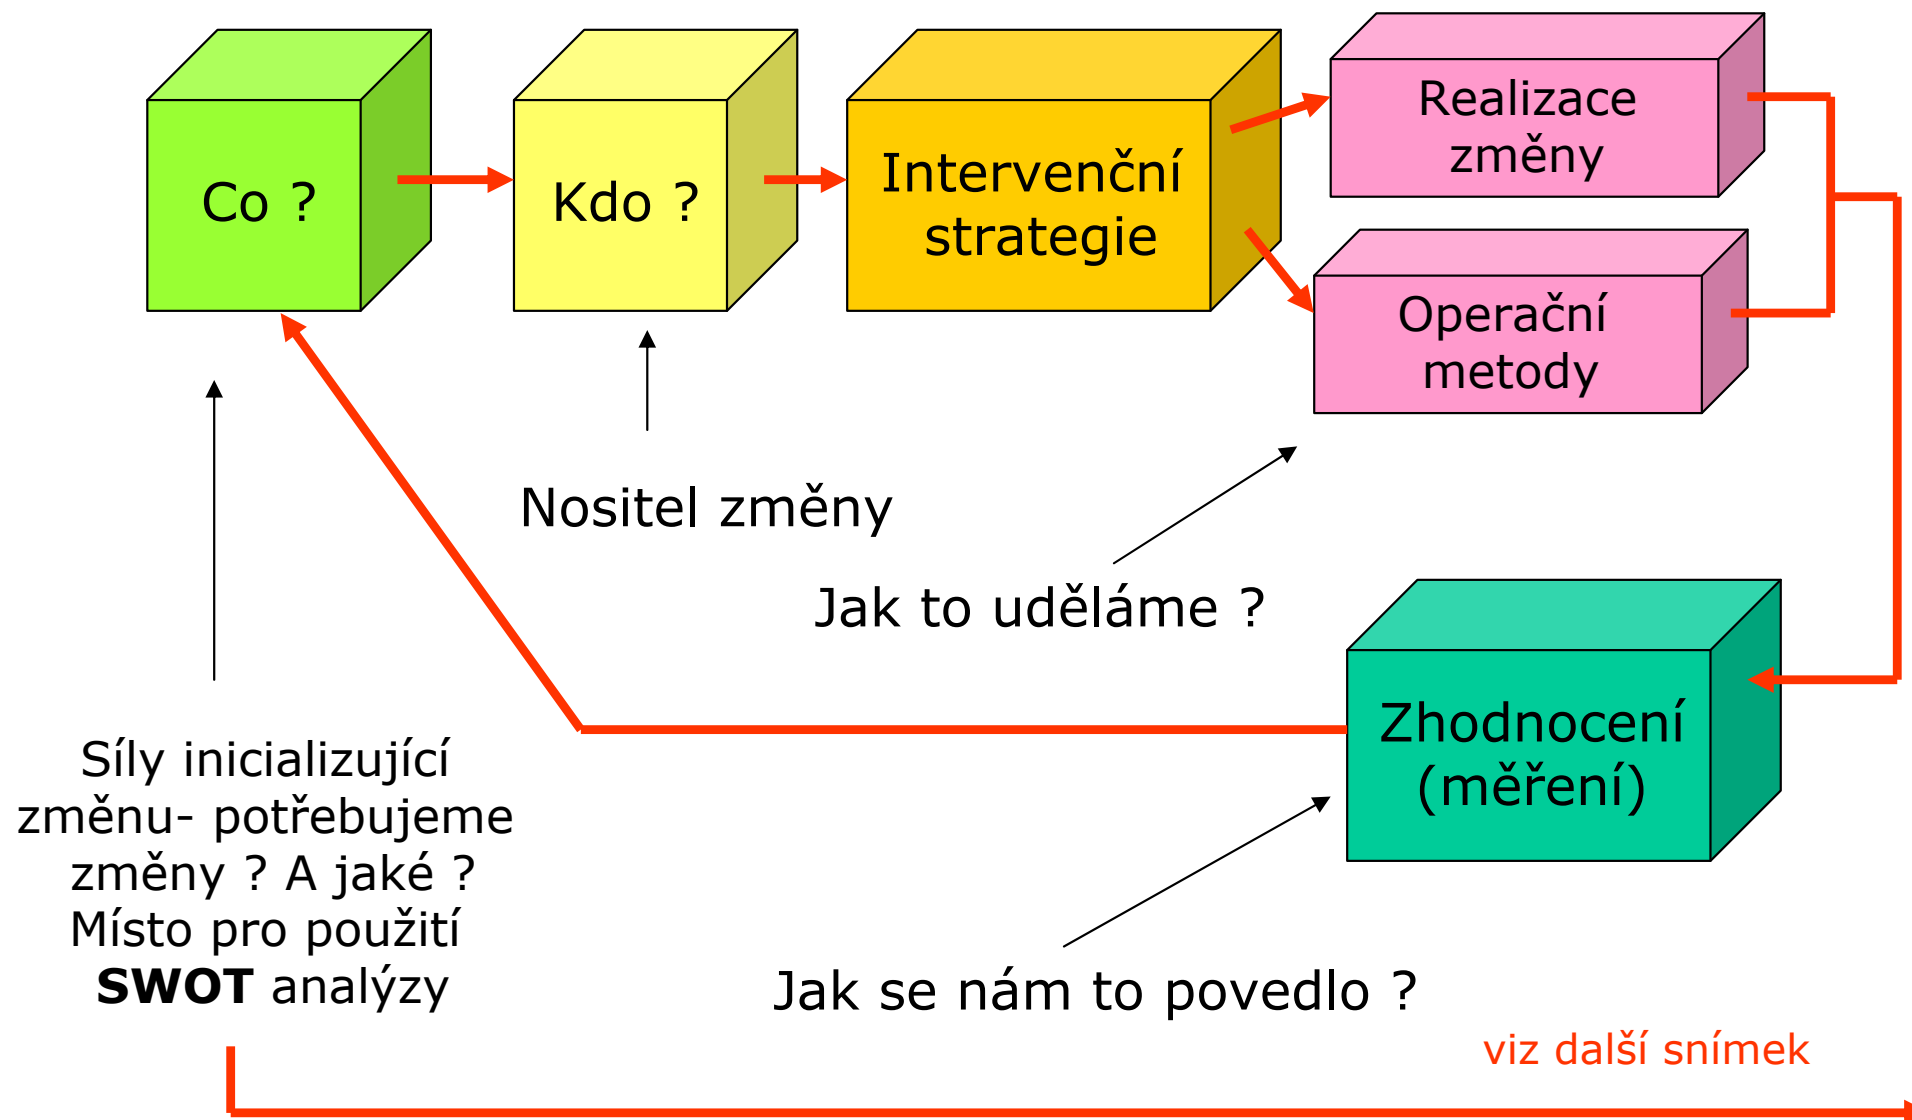 Co ?
Kdo ?
Intervenční
strategie
Realizace
změny
Operační
metody
Nositel změny
Jak to uděláme ?
Zhodnocení
(měření)
Síly inicializující
změnu- potřebujeme
změny ? A jaké ?
Místo pro použití
SWOT analýzy
Jak se nám to povedlo ?
viz další snímek